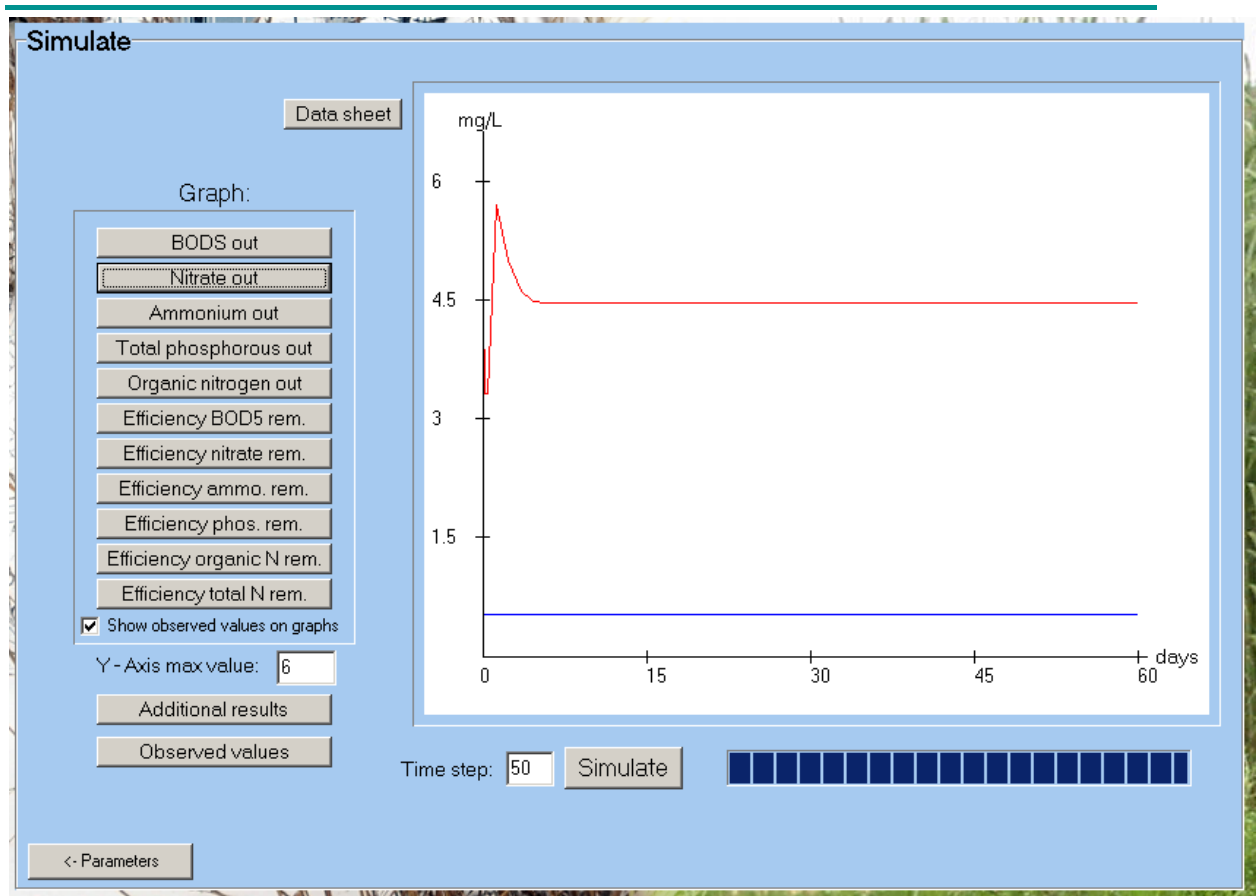 Simulate
Data sheet
mg/L
6
4.5
3
1.5
0
15
30
45
60
days
Graph:
BODS out
Nitrate out
Ammonium out
Total phosphorous out
Organic nitrogen out
Efficiency BOD5 rem.
Efficiency nitrate rem.
Efficiency ammo. rem.
Efficiency phos. rem.
Efficiency organic N rem.
Efficiency total N rem.
Show observed values on graphs
Y - Axis max value: 6
Additional results
Observed values
Time step: 50 Simulate
<- Parameters